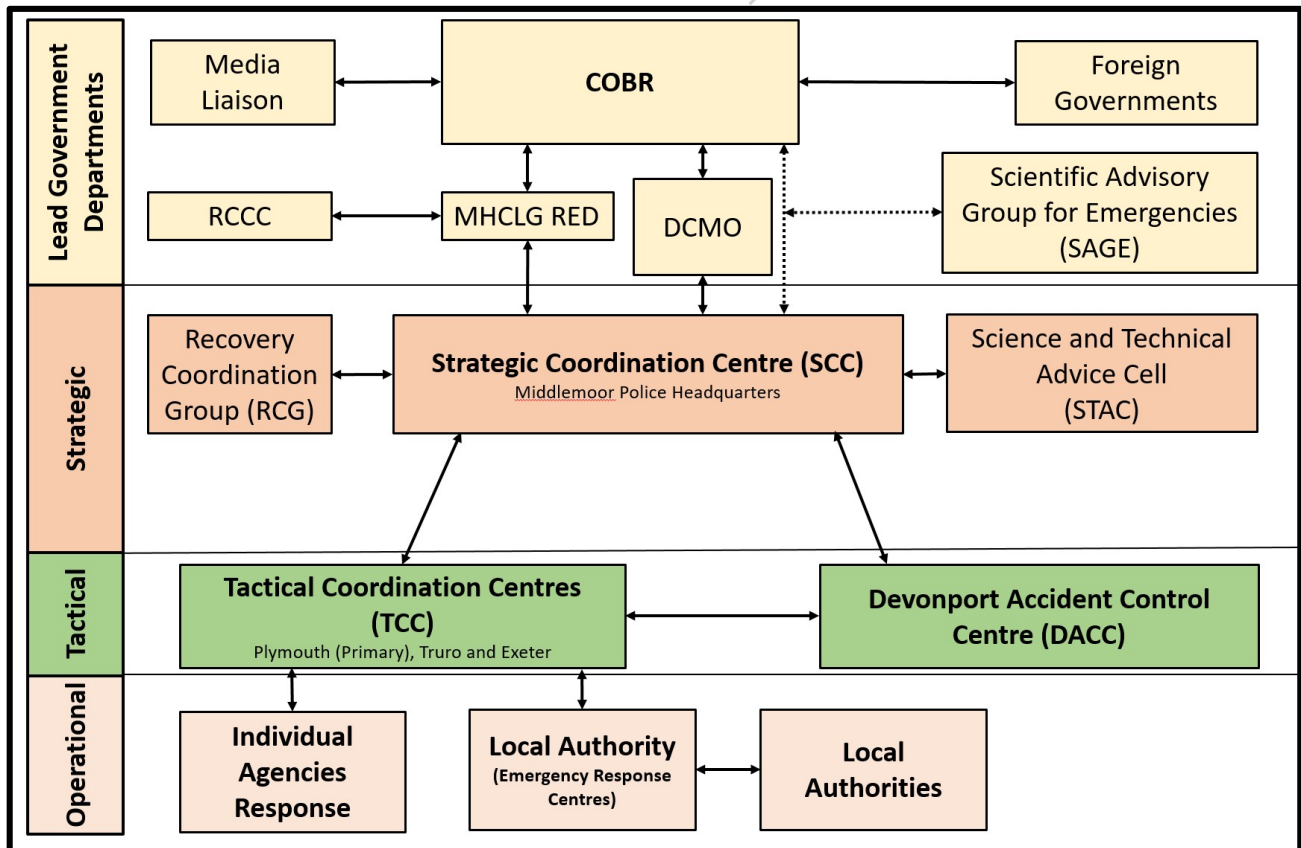 Lead Government
Departments
Media
Liaison
COBR
Foreign
Governments
RCCC
MHCLG RED
DCMO
Scientific Advisory
Group for Emergencies
(SAGE)
Strategic
Recovery
Coordination
Group (RCG)
Strategic Coordination Centre (SCC)
Middlemoor Police Headquarters
Science and Technical
Advice Cell
(STAC)
Tactical
Tactical Coordination Centres
(TCC)
Plymouth (Primary), Truro and Exeter
Devonport Accident Control
Centre (DACC)
Operational
Individual
Agencies
Response
Local Authority
(Emergency Response
Centres)
Local
Authorities